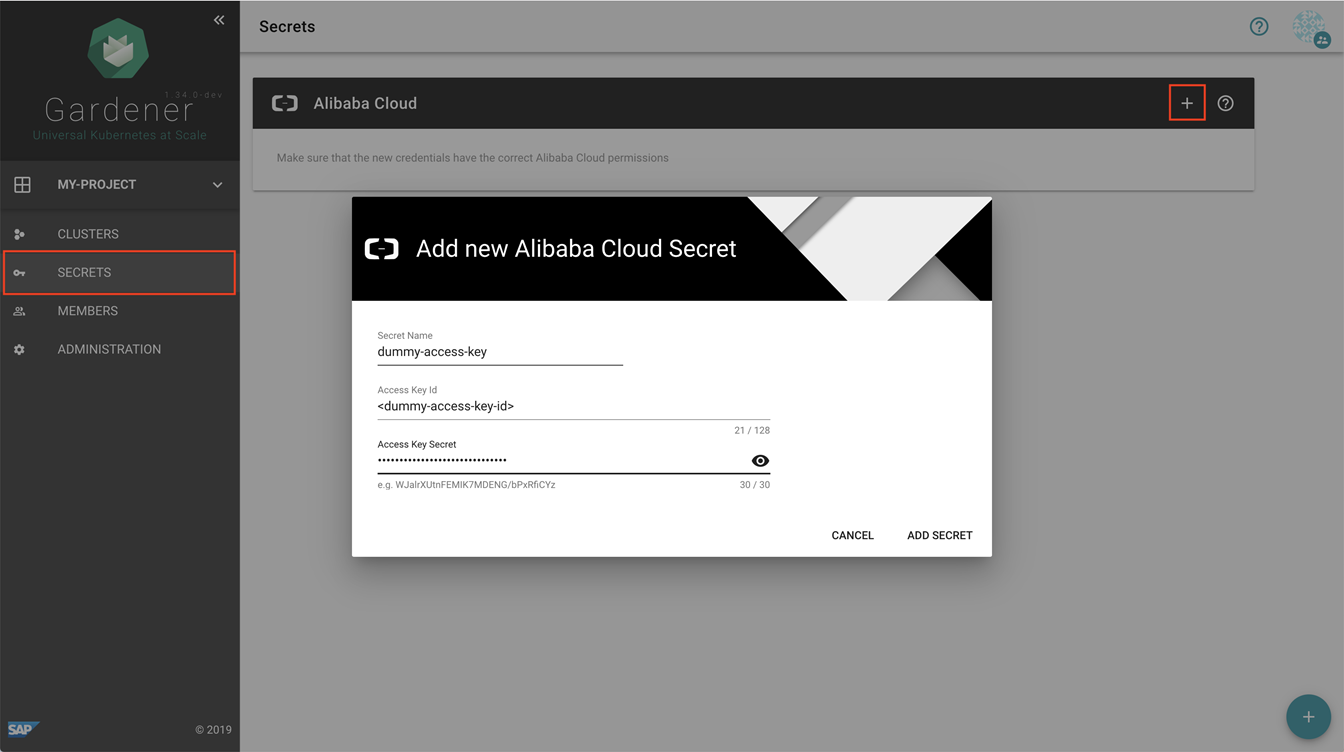 Secrets
1.34.0-dev
Gardener
Universal Kubernetes at Scale
MY-PROJECT
CLUSTERS
SECRETS
MEMBERS
ADMINISTRATION
SAP
© 2019
Alibaba Cloud
Make sure that the new credentials have the correct Alibaba Cloud permissions
Add new Alibaba Cloud Secret
Secret Name
dummy-access-key
Access Key Id
<dummy-access-key-id>
21 / 128
Access Key Secret
••••••••••••••••••••••••••••••
e.g. WJalrXUtnFEMIK7MDENG/bPxRfiCYz
30 / 30
CANCEL
ADD SECRET